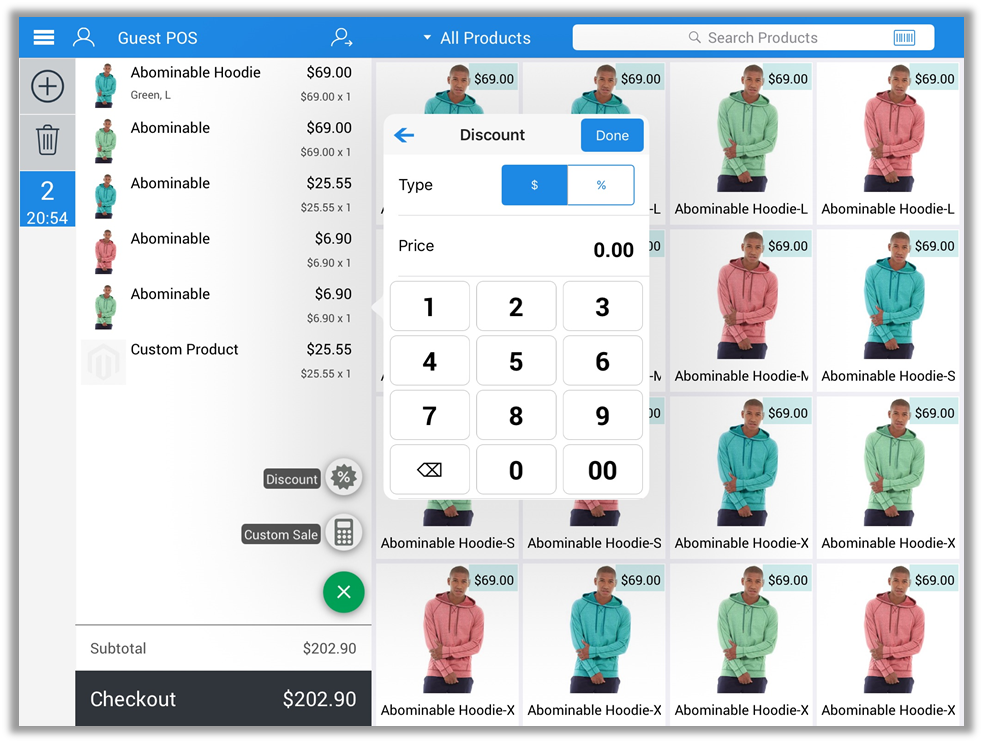 Guest POS
All Products
Search Products
2
20:54
Abominable Hoodie $69.00
Green, L $69.00 x 1
Abominable $69.00
$69.00 x 1
Abominable $25.55
$25.55 x 1
Abominable $6.90
$6.90 x 1
Abominable $6.90
$6.90 x 1
Custom Product $25.55
$25.55 x 1
Discount
Custom Sale
Subtotal $202.90
Checkout $202.90
Discount Done
Type $ %
Price 0.00
1 2 3
4 5 6
7 8 9
0 00
$69.00 $69.00 $69.00 $69.00
-L Abominable Hoodie-L Abominable Hoodie-L
00 $69.00 $69.00
Abominable Hoodie-M Abominable Hoodie-S
00 $69.00 $69.00
Abominable Hoodie-S Abominable Hoodie-S Abominable Hoodie-X Abominable Hoodie-X
$69.00 $69.00 $69.00 $69.00
Abominable Hoodie-X Abominable Hoodie-X Abominable Hoodie-X Abominable Hoodie-X